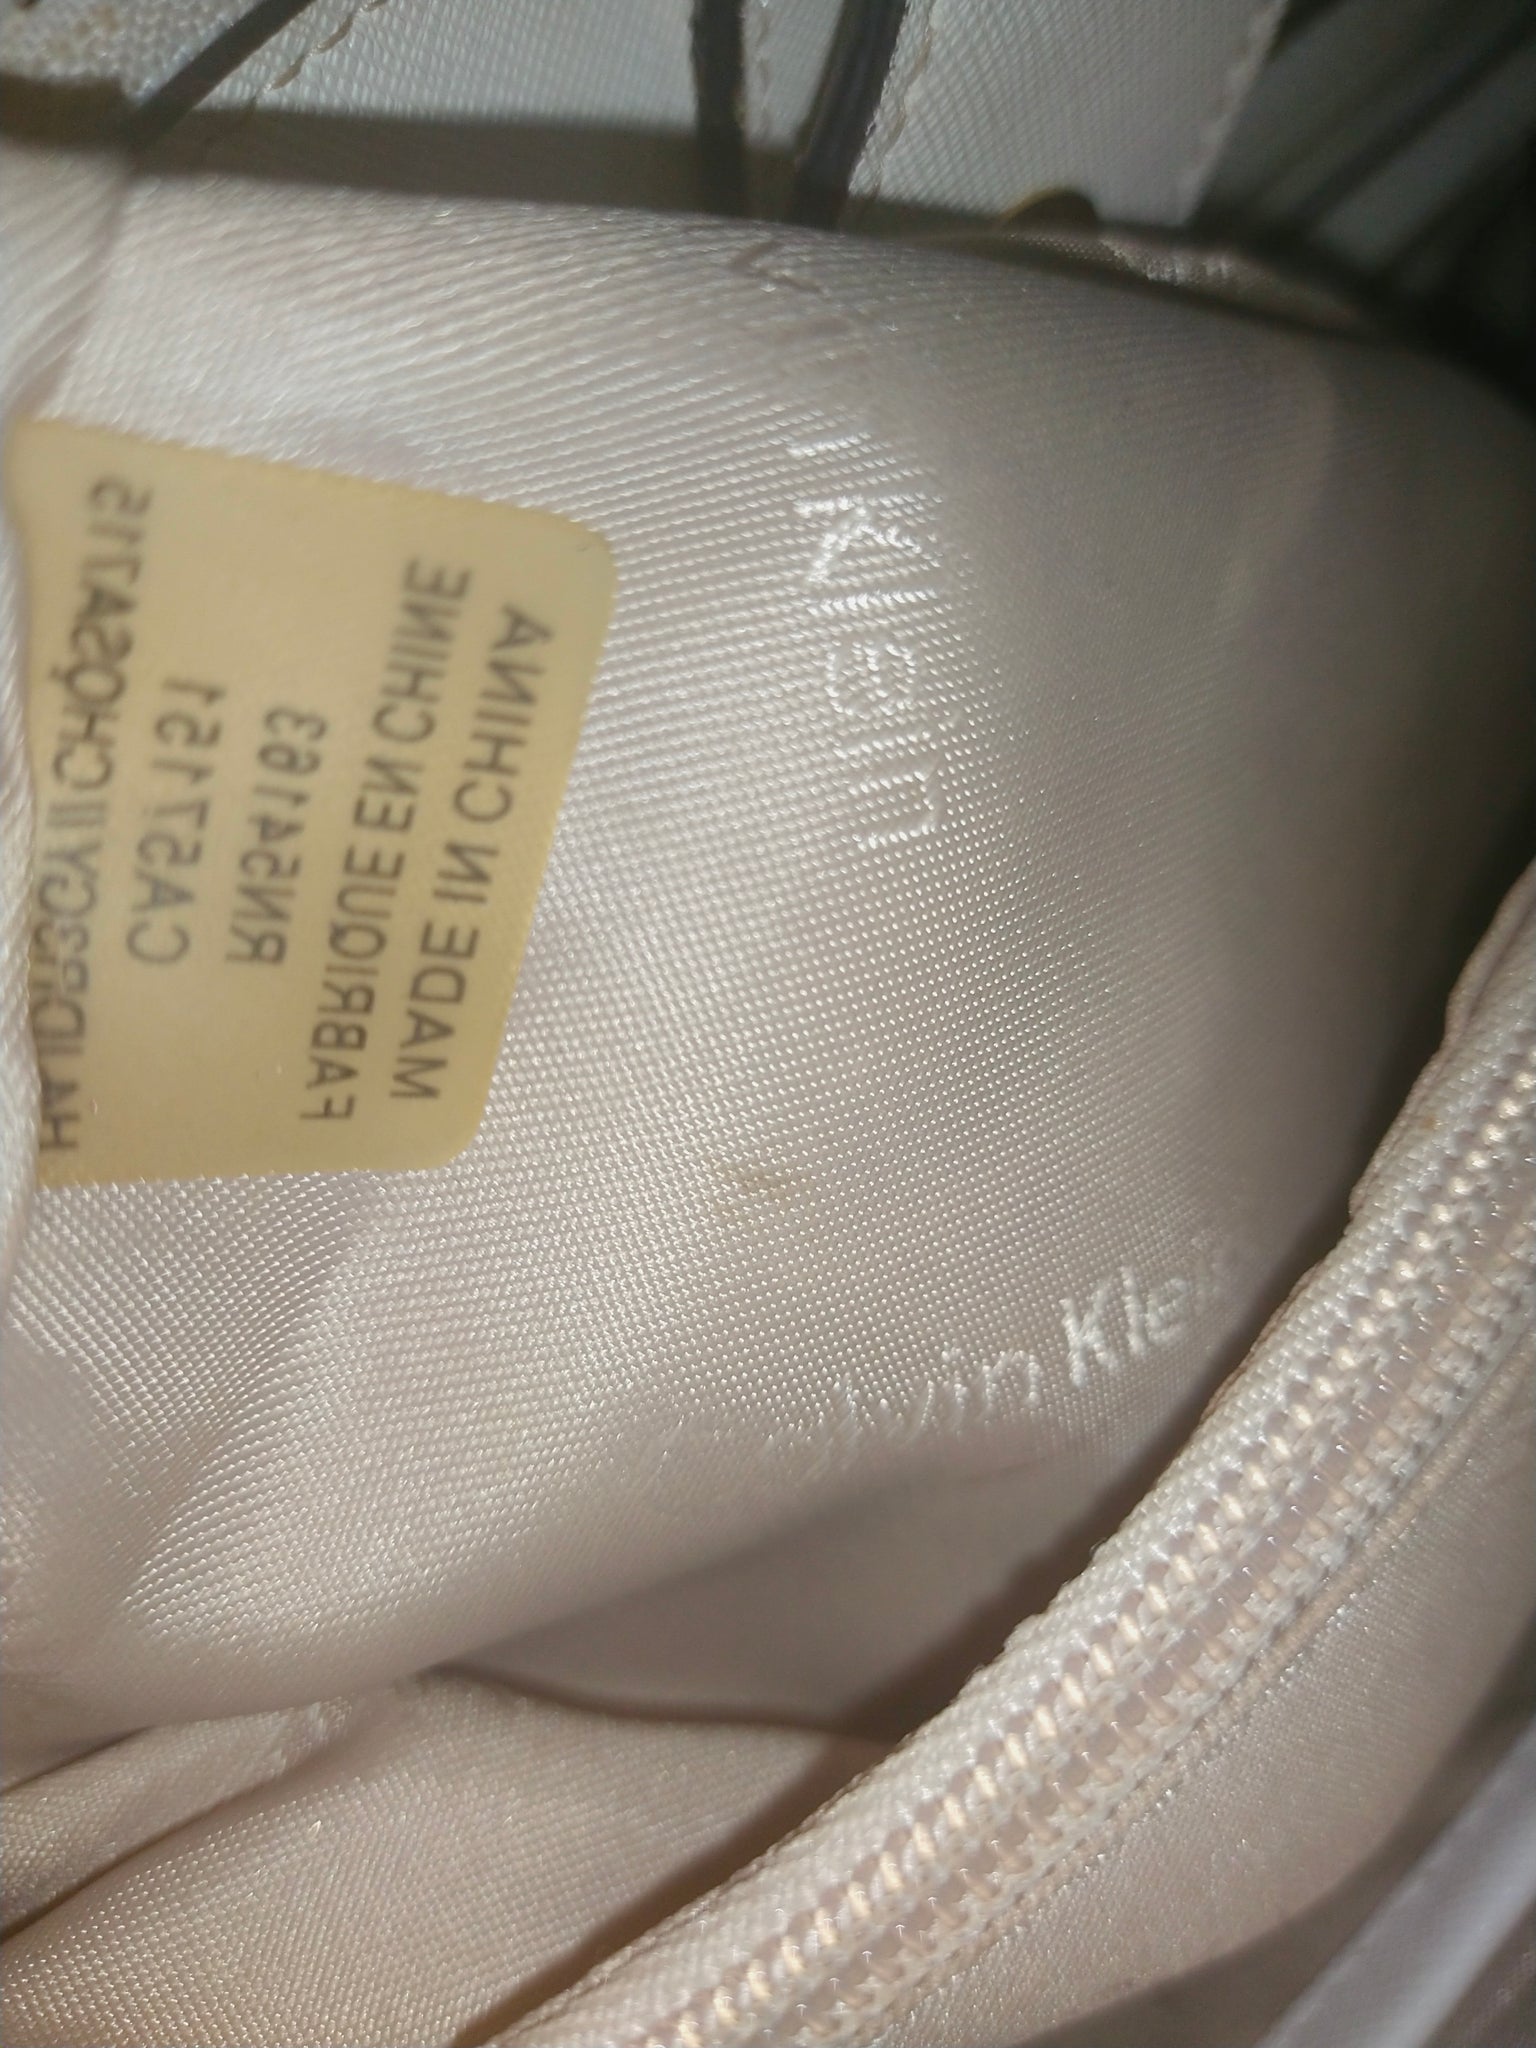 MADE IN CHINA
FABRIQUE EN CHINE
RN54163
CA57151
Klein
Klein